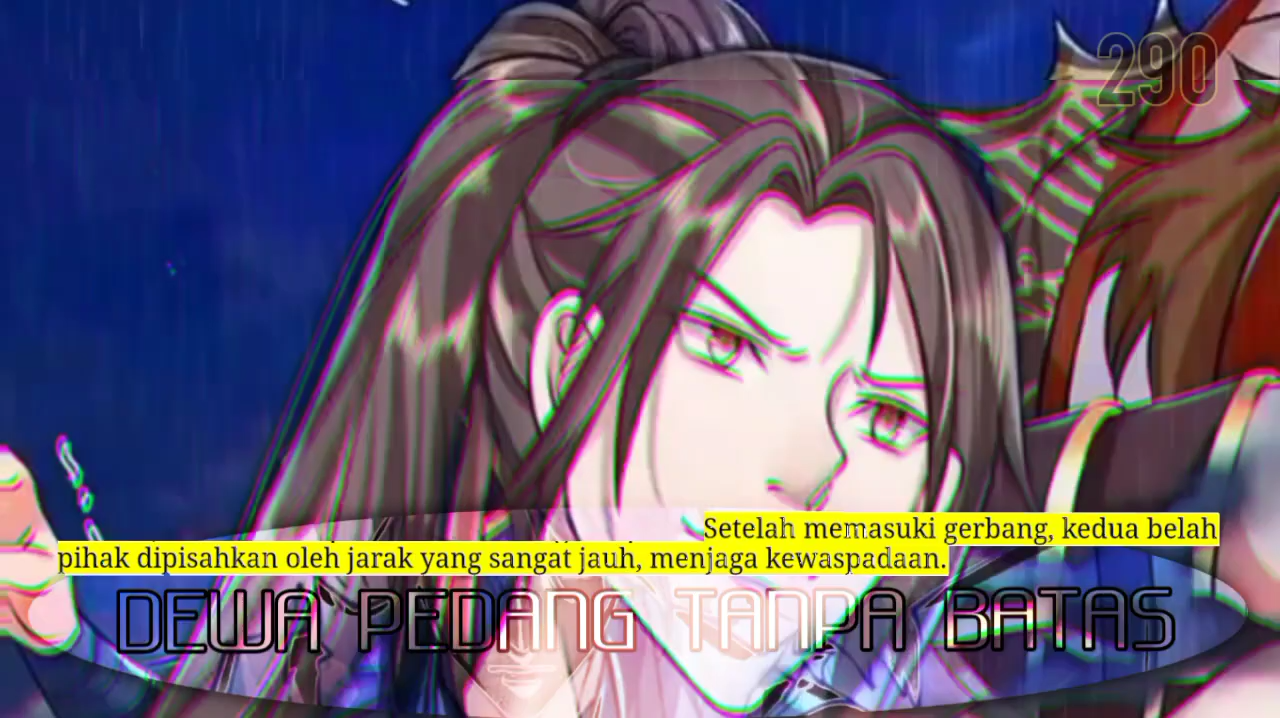 290
Setelah memasuki gerbang, kedua belah
pihak dipisahkan oleh jarak yang sangat jauh, menjaga kewaspadaan.
DEWA PEDANG TANPA BATAS